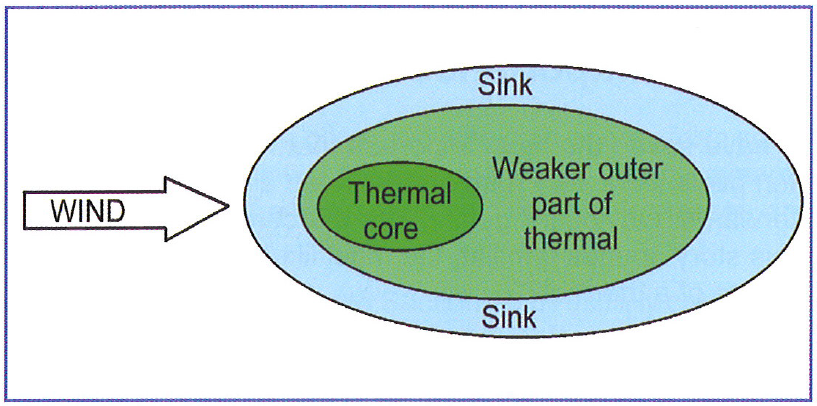 Sink
WIND
Thermal
core
Weaker outer
part of
thermal
Sink